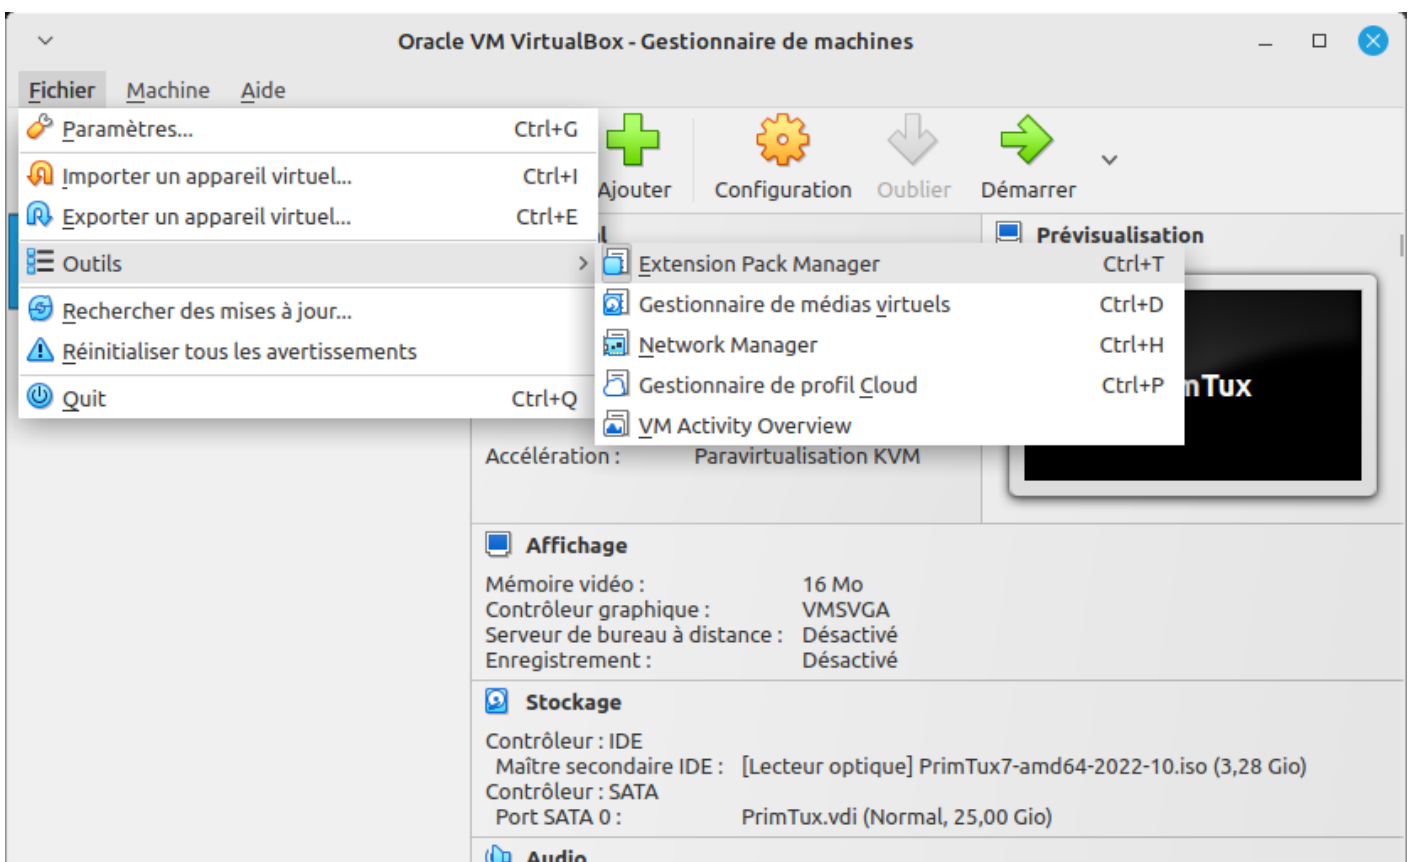 Oracle VM VirtualBox - Gestionnaire de machines
Fichier Machine Aide
Paramètres... Ctrl+G
Importer un appareil virtuel... Ctrl+I
Exporter un appareil virtuel... Ctrl+E
Outils
Rechercher des mises à jour...
Réinitialiser tous les avertissements
Quit Ctrl+Q
Ajouter Configuration Oublier Démarrer
Prévisualisation
Extension Pack Manager Ctrl+T
Gestionnaire de médias virtuels Ctrl+D
Network Manager Ctrl+H
Gestionnaire de profil Cloud Ctrl+P
VM Activity Overview
mTux
Accélération : Paravirtualisation KVM
Affichage
Mémoire vidéo : 16 Mo
Contrôleur graphique : VMSVGA
Serveur de bureau à distance : Désactivé
Enregistrement : Désactivé
Stockage
Contrôleur : IDE
Maître secondaire IDE : [Lecteur optique] PrimTux7-amd64-2022-10.iso (3,28 Gio)
Contrôleur : SATA
Port SATA 0 : PrimTux.vdi (Normal, 25,00 Gio)
Audio